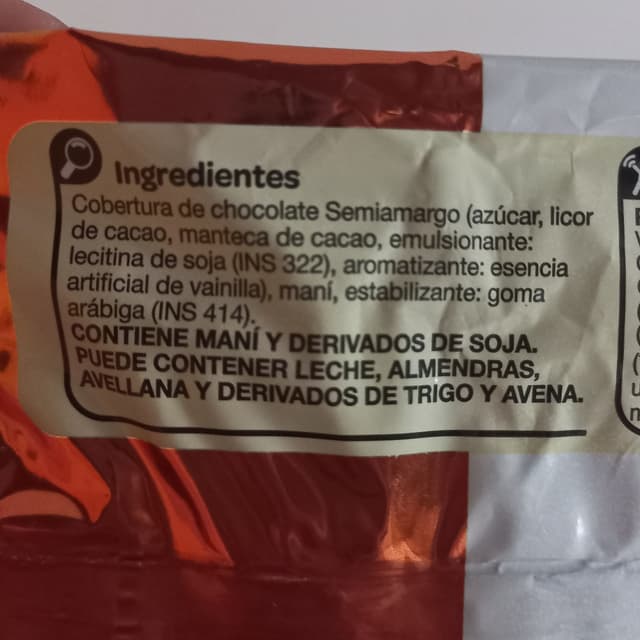 Ingredientes
Cobertura de chocolate Semiamargo (azúcar, licor
de cacao, manteca de cacao, emulsionante:
lecitina de soja (INS 322), aromatizante: esencia
artificial de vainilla), maní, estabilizante: goma
arábiga (INS 414).
CONTIENE MANÍ Y DERIVADOS DE SOJA.
PUEDE CONTENER LECHE, ALMENDRAS,
AVELLANA Y DERIVADOS DE TRIGO Y AVENA.